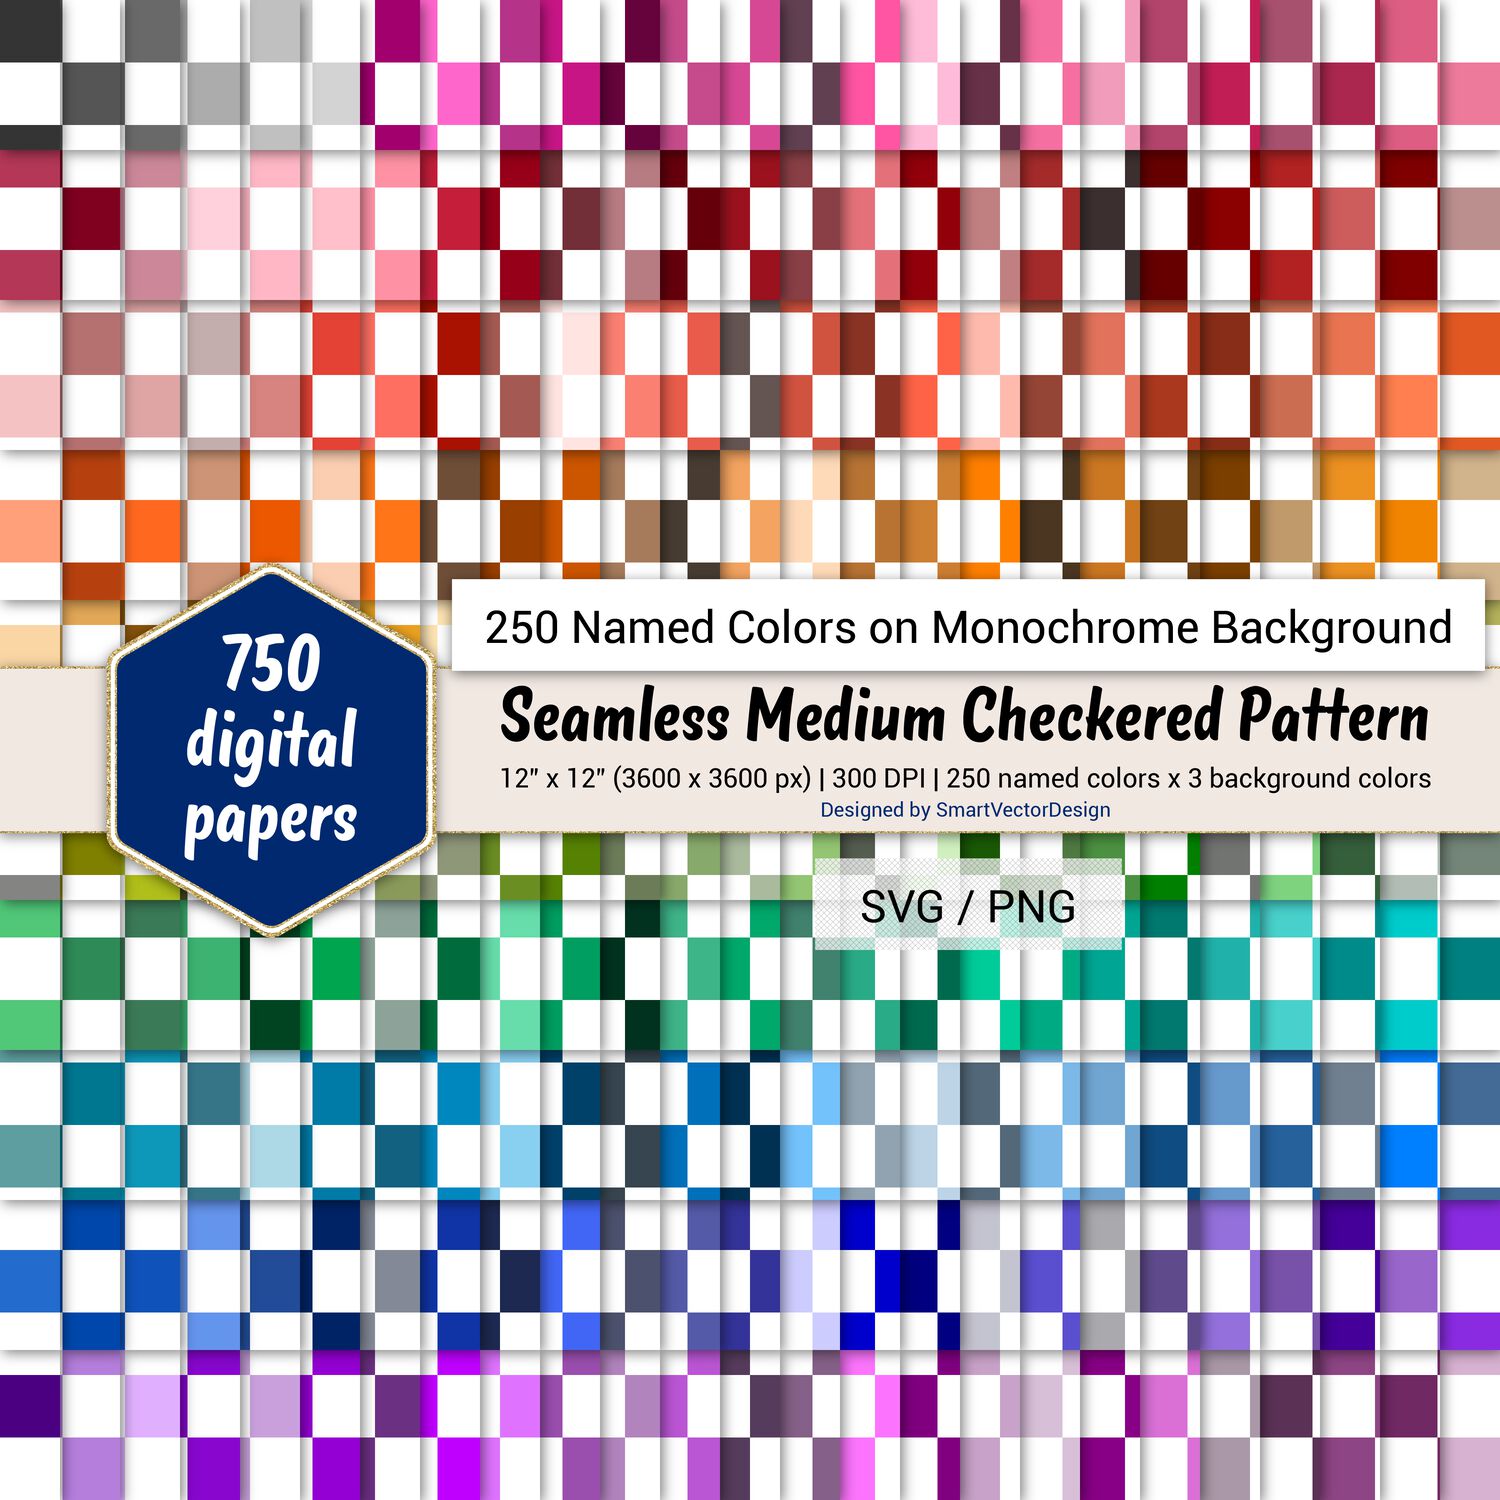 250 Named Colors on Monochrome Background
750
digital
papers
Seamless Medium Checkered Pattern
12" x 12" (3600 x 3600 px) | 300 DPI | 250 named colors x 3 background colors
Designed by SmartVectorDesign
SVG / PNG